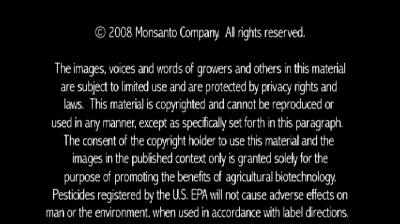 © 2008 Monsanto Company. All rights reserved.
The images, voices and words of growers and others in this material
are subject to limited use and are protected by privacy rights and
laws. This material is copyrighted and cannot be reproduced or
used in any manner, except as specifically set forth in this paragraph.
The consent of the copyright holder to use this material and the
images in the published context only is granted solely for the
purpose of promoting the benefits of agricultural biotechnology.
Pesticides registered by the U.S. EPA will not cause adverse effects on
man or the environment, when used in accordance with label directions.